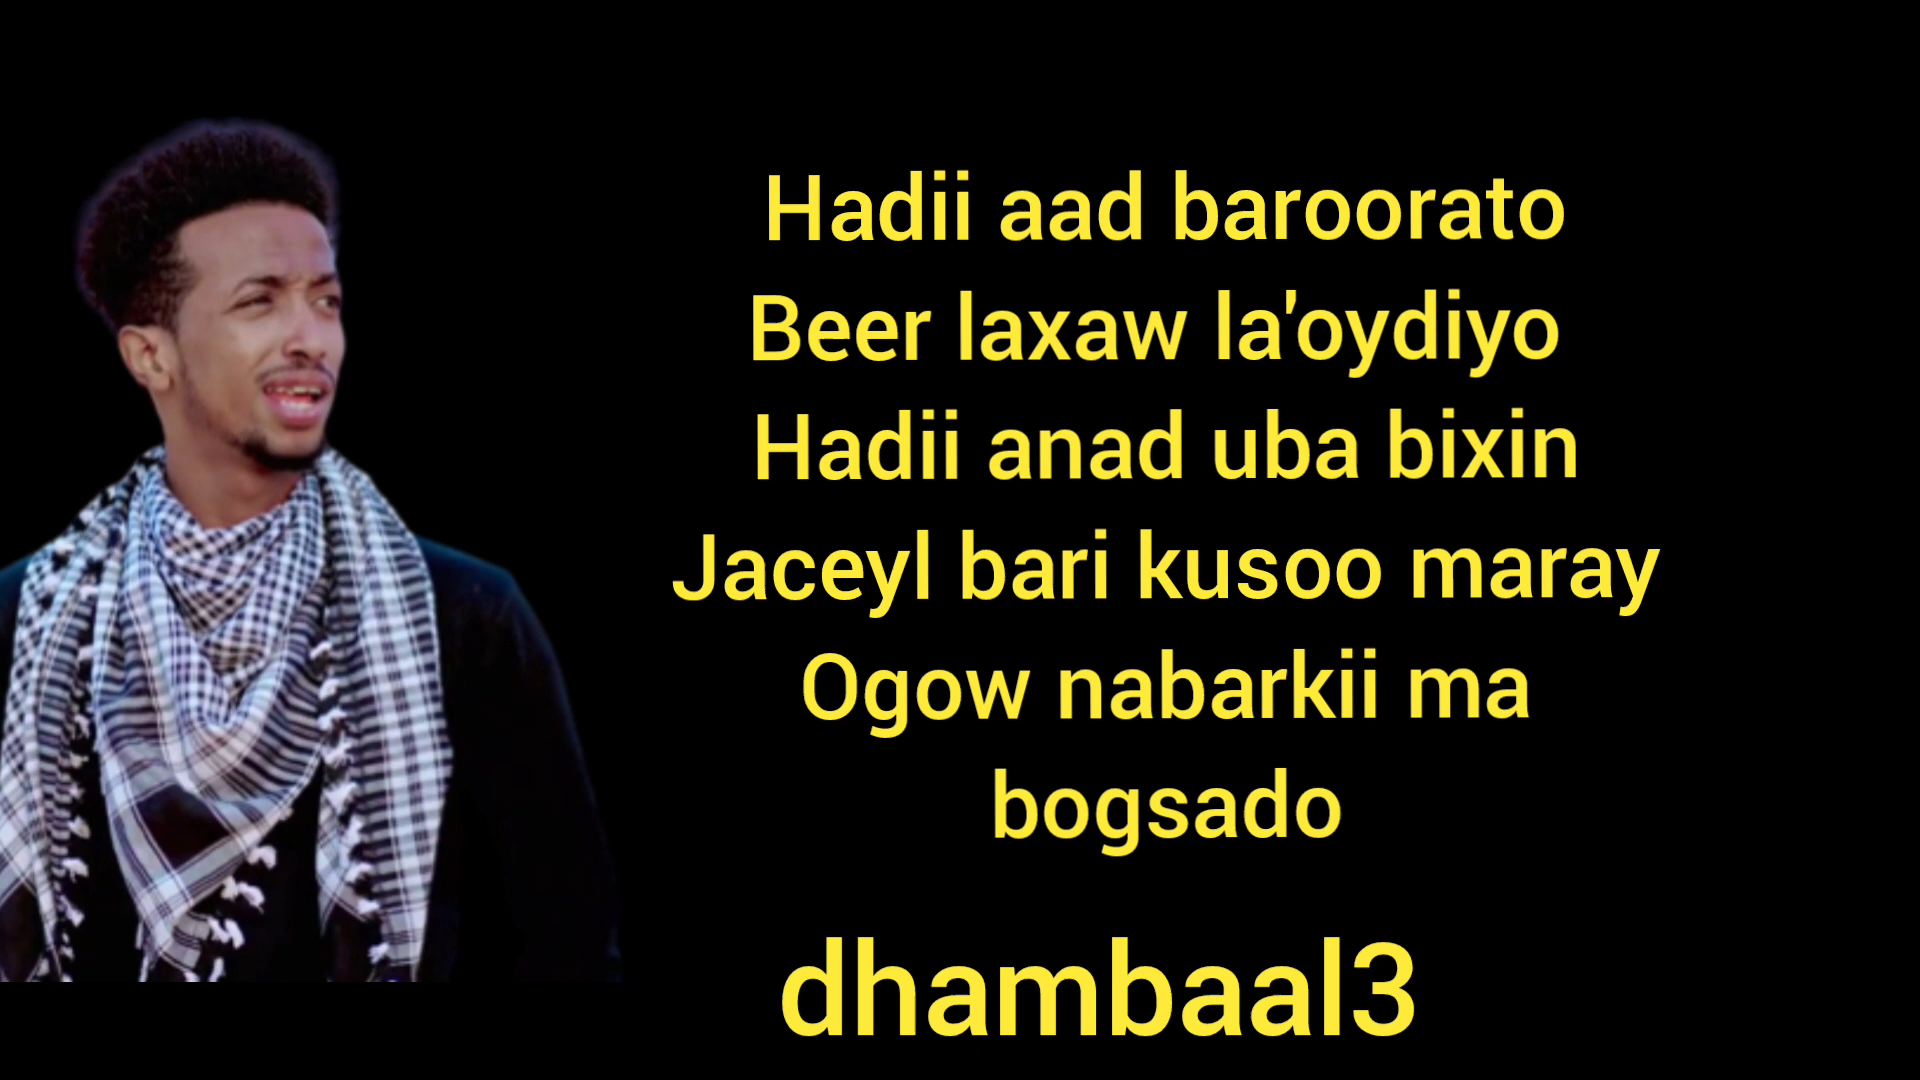 Hadii aad baroorato
Beer laxaw la'oydiyo
Hadii anad uba bixin
Jaceyl bari kusoo maray
Ogow nabarkii ma
bogsado
dhambaal3